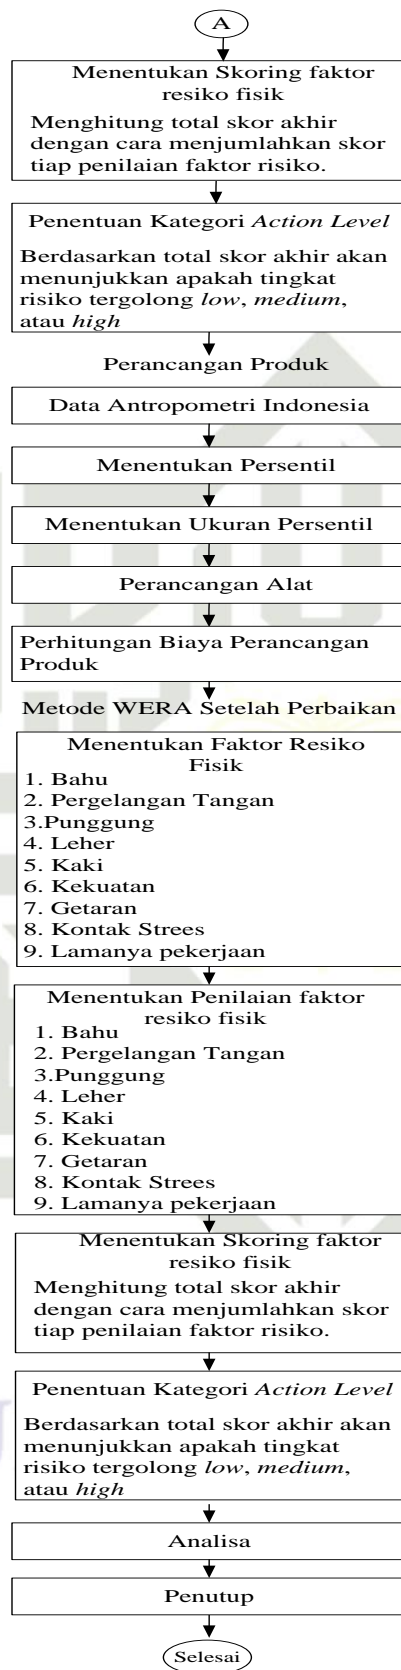 A
Menentukan Skoring faktor
resiko fisik
Menghitung total skor akhir
dengan cara menjumlahkan skor
tiap penilaian faktor risiko.
Penentuan Kategori Action Level
Berdasarkan total skor akhir akan
menunjukkan apakah tingkat
risiko tergolong low, medium,
atau high
Perancangan Produk
Data Antropometri Indonesia
Menentukan Persentil
Menentukan Ukuran Persentil
Perancangan Alat
Perhitungan Biaya Perancangan
Produk
Metode WERA Setelah Perbaikan
Menentukan Faktor Resiko
Fisik
1. Bahu
2. Pergelangan Tangan
3.Punggung
4. Leher
5. Kaki
6. Kekuatan
7. Getaran
8. Kontak Strees
9. Lamanya pekerjaan
Menentukan Penilaian faktor
resiko fisik
1. Bahu
2. Pergelangan Tangan
3.Punggung
4. Leher
5. Kaki
6. Kekuatan
7. Getaran
8. Kontak Strees
9. Lamanya pekerjaan
Menentukan Skoring faktor
resiko fisik
Menghitung total skor akhir
dengan cara menjumlahkan skor
tiap penilaian faktor risiko.
Penentuan Kategori Action Level
Berdasarkan total skor akhir akan
menunjukkan apakah tingkat
risiko tergolong low, medium,
atau high
Analisa
Penutup
Selesai